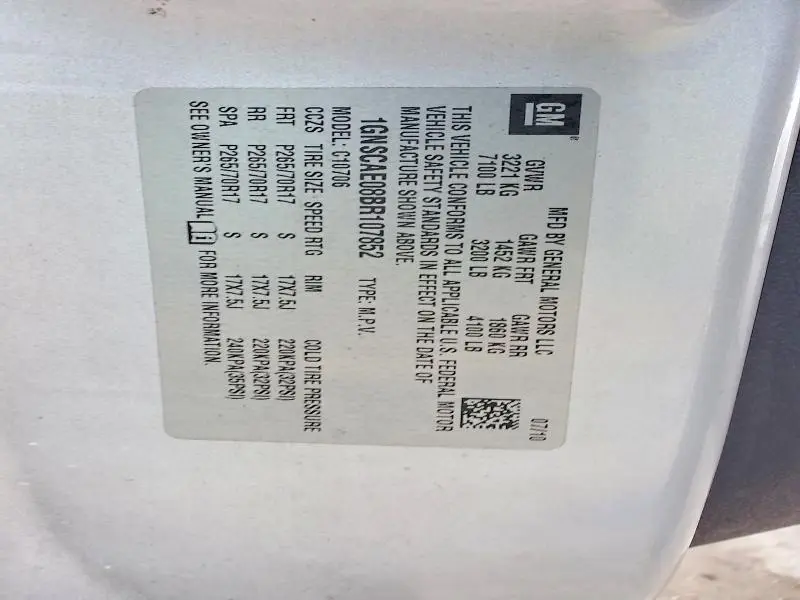 GM®
MFD BY GENERAL MOTORS LLC 07/10
GVWR GAWR FRT GAWR RR
3221 KG 1452 KG 1860 KG
7100 LB 3200 LB 4100 LB
THIS VEHICLE CONFORMS TO ALL APPLICABLE U.S. FEDERAL MOTOR
VEHICLE SAFETY STANDARDS IN EFFECT ON THE DATE OF
MANUFACTURE SHOWN ABOVE.
1GNSCAE08BR107852 TYPE: M.P.V.
MODEL: C10706
CCZS TIRE SIZE SPEED RTG RIM COLD TIRE PRESSURE
FRT P265/70R17 S 17X7.5J 220KPA(32PSI)
RR P265/70R17 S 17X7.5J 220KPA(32PSI)
SPA P265/70R17 S 17X7.5J 240KPA(35PSI)
SEE OWNER'S MANUAL FOR MORE INFORMATION.